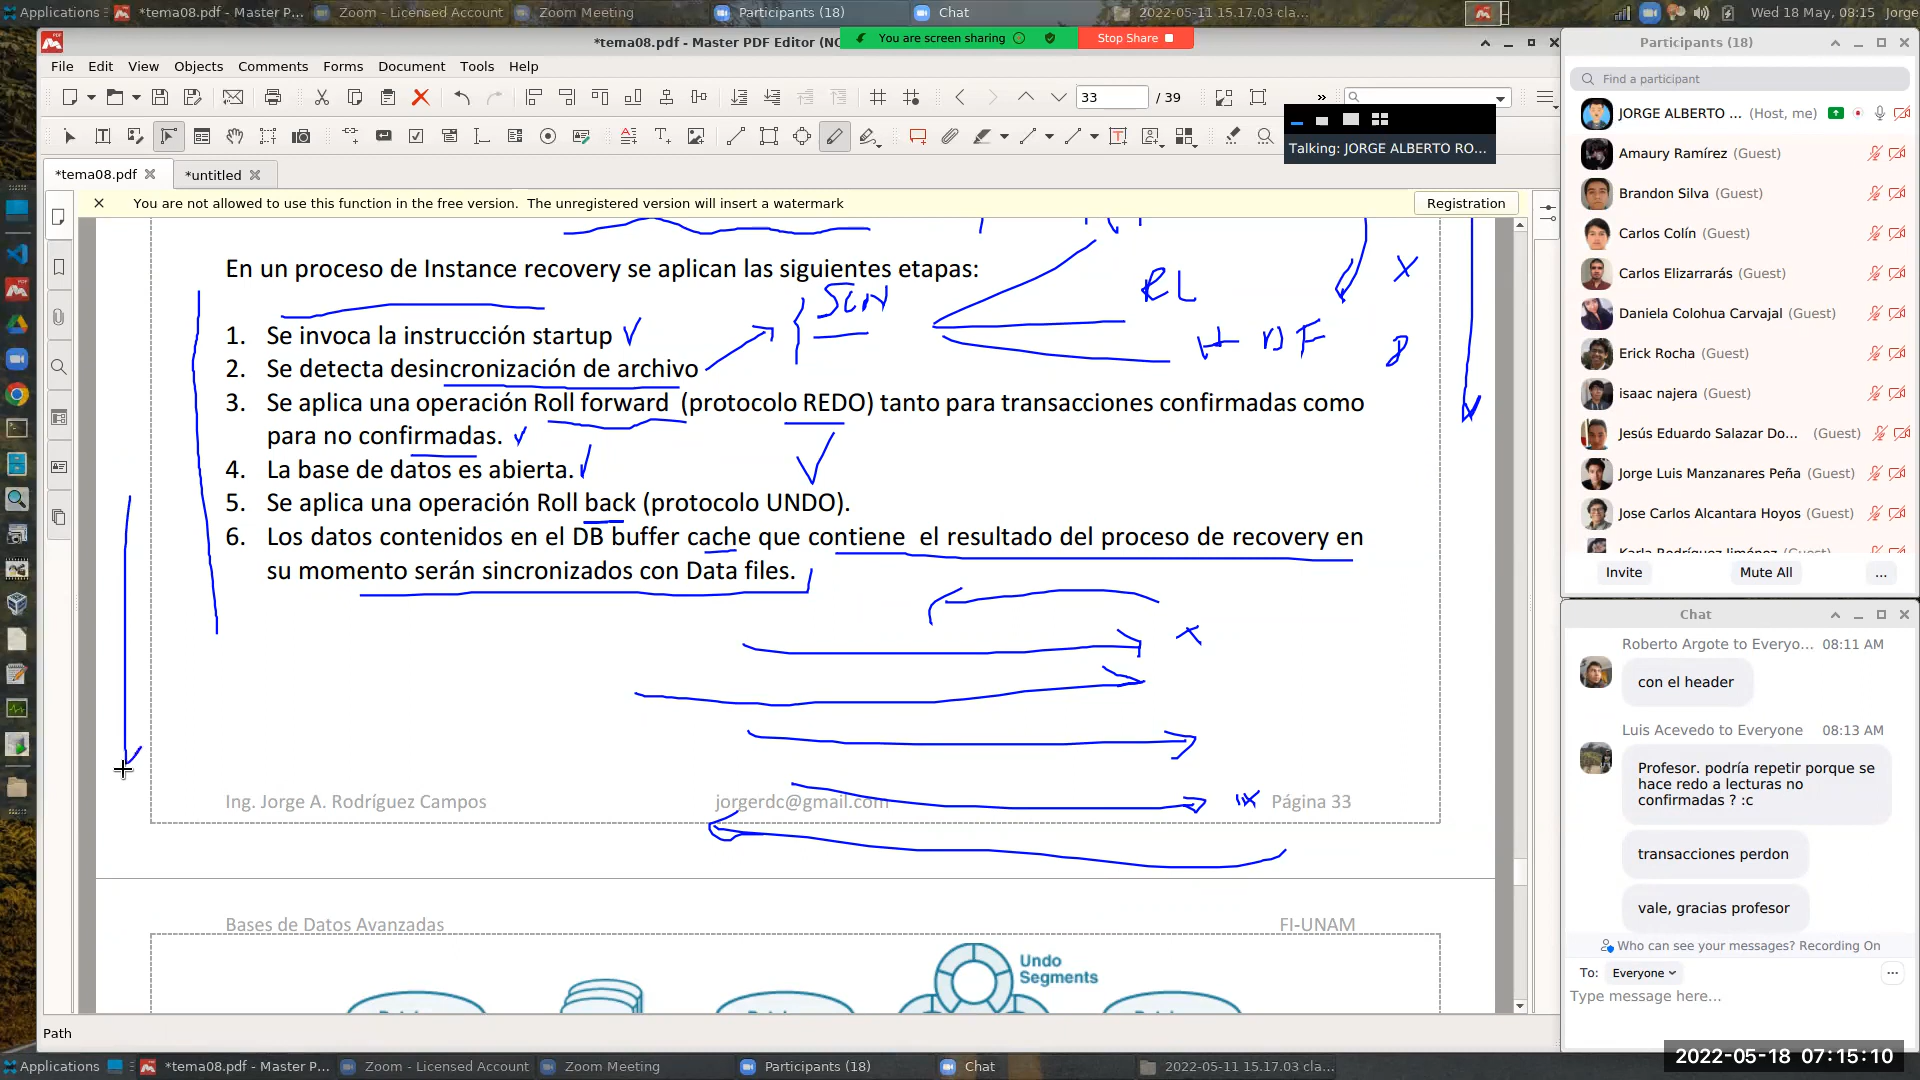 Applications
*tema08.pdf - Master P...
Zoom - Licensed Account
Zoom Meeting
Participants (18)
Chat
2022-05-11 15.17.03 cla...
Wed 18 May, 08:15
Jorge
*tema08.pdf - Master PDF Editor (NO
You are screen sharing
Stop Share
File Edit View Objects Comments Forms Document Tools Help
33 / 39
Talking: JORGE ALBERTO RO...
*tema08.pdf
*untitled
You are not allowed to use this function in the free version. The unregistered version will insert a watermark
Registration
En un proceso de Instance recovery se aplican las siguientes etapas:
SCN
RL
X
DF
1. Se invoca la instrucción startup
2. Se detecta desincronización de archivo
3. Se aplica una operación Roll forward (protocolo REDO) tanto para transacciones confirmadas como
para no confirmadas.
4. La base de datos es abierta.
5. Se aplica una operación Roll back (protocolo UNDO).
6. Los datos contenidos en el DB buffer cache que contiene el resultado del proceso de recovery en
su momento serán sincronizados con Data files.
x
Ing. Jorge A. Rodríguez Campos
jorgerdc@gmail.com
Página 33
Bases de Datos Avanzadas
FI-UNAM
Undo
Segments
Path
Participants (18)
Find a participant
JORGE ALBERTO ... (Host, me)
Amaury Ramírez (Guest)
Brandon Silva (Guest)
Carlos Colín (Guest)
Carlos Elizarrarás (Guest)
Daniela Colohua Carvajal (Guest)
Erick Rocha (Guest)
isaac najera (Guest)
Jesús Eduardo Salazar Do... (Guest)
Jorge Luis Manzanares Peña (Guest)
Jose Carlos Alcantara Hoyos (Guest)
Karla Rodríguez Jiménez (Guest)
Invite
Mute All
...
Chat
Roberto Argote to Everyo... 08:11 AM
con el header
Luis Acevedo to Everyone 08:13 AM
Profesor. podría repetir porque se
hace redo a lecturas no
confirmadas ? :c
transacciones perdon
vale, gracias profesor
Who can see your messages? Recording On
To: Everyone
Type message here...
Applications
*tema08.pdf - Master P...
Zoom - Licensed Account
Zoom Meeting
Participants (18)
Chat
2022-05-11 15.17.03 cla...
2022-05-18 07:15:10